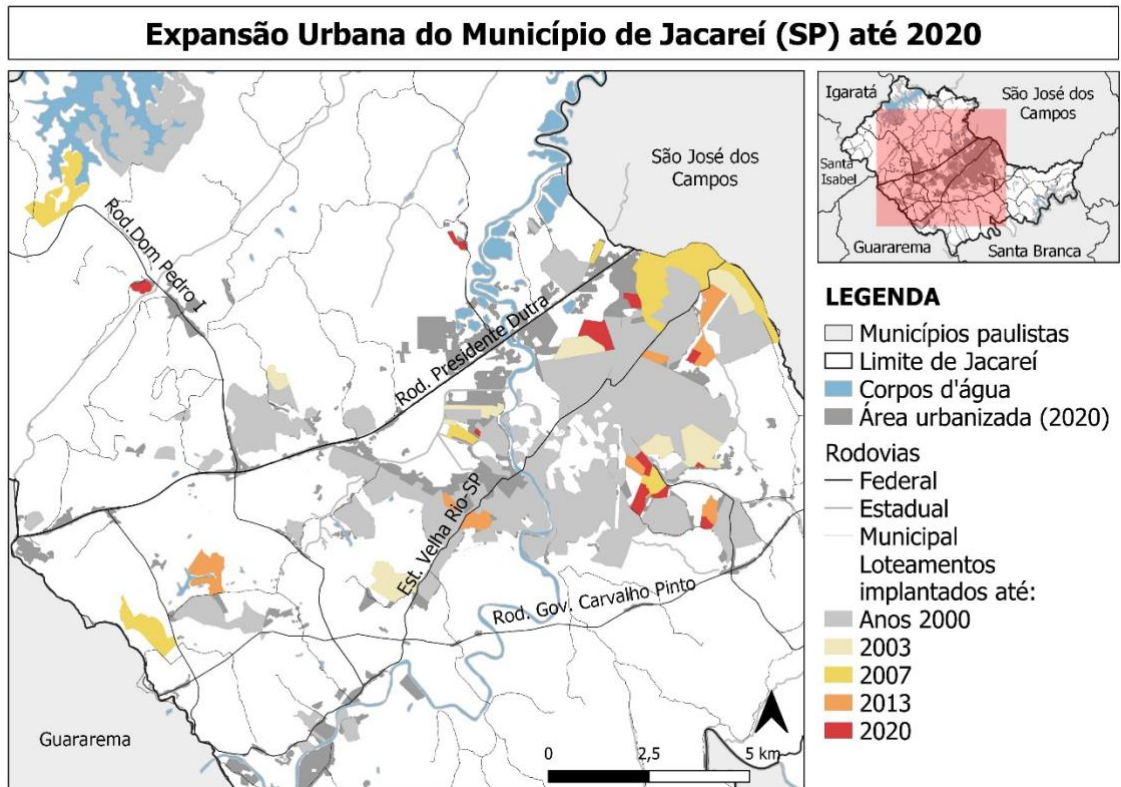 Expansão Urbana do Município de Jacareí (SP) até 2020
Rod.Dom Pedro I
São José dos
Campos
Rod. Presidente Dutra
Est. Velha Rio-SP
Rod. Gov. Carvalho Pinto
Guararema
0 2,5 5 km
Igaratá
São José dos
Campos
Santa
Isabel
Guararema
Santa Branca
LEGENDA
Municípios paulistas
Limite de Jacareí
Corpos d'água
Área urbanizada (2020)
Rodovias
Federal
Estadual
Municipal
Loteamentos
implantados até:
Anos 2000
2003
2007
2013
2020